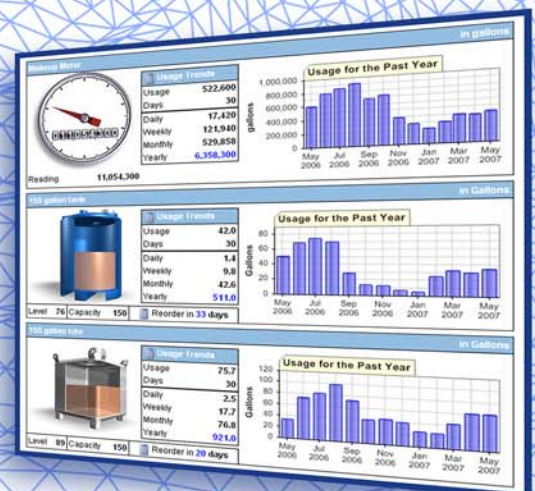 in gallons
Makeup Meter
Usage Trends
Usage 522,600
Days 30
Daily 17,420
Weekly 121,940
Monthly 529,858
Yearly 6,358,300
011054300
Reading 11,054,300
Usage for the Past Year
gallons
1,000,000
800,000
600,000
400,000
200,000
0
May 2006 Jul 2006 Sep 2006 Nov 2006 Jan 2007 Mar 2007 May 2007
in Gallons
150 gallon tank
Usage Trends
Usage 42.0
Days 30
Daily 1.4
Weekly 9.8
Monthly 42.6
Yearly 511.0
Level 76 Capacity 150 Reorder in 33 days
Usage for the Past Year
Gallons
80
60
40
20
0
May 2006 Jul 2006 Sep 2006 Nov 2006 Jan 2007 Mar 2007 May 2007
in Gallons
150 gallon tote
Usage Trends
Usage 75.7
Days 30
Daily 2.5
Weekly 17.7
Monthly 76.8
Yearly 921.0
Level 89 Capacity 150 Reorder in 20 days
Usage for the Past Year
Gallons
120
100
80
60
40
20
0
May 2006 Jul 2006 Sep 2006 Nov 2006 Jan 2007 Mar 2007 May 2007